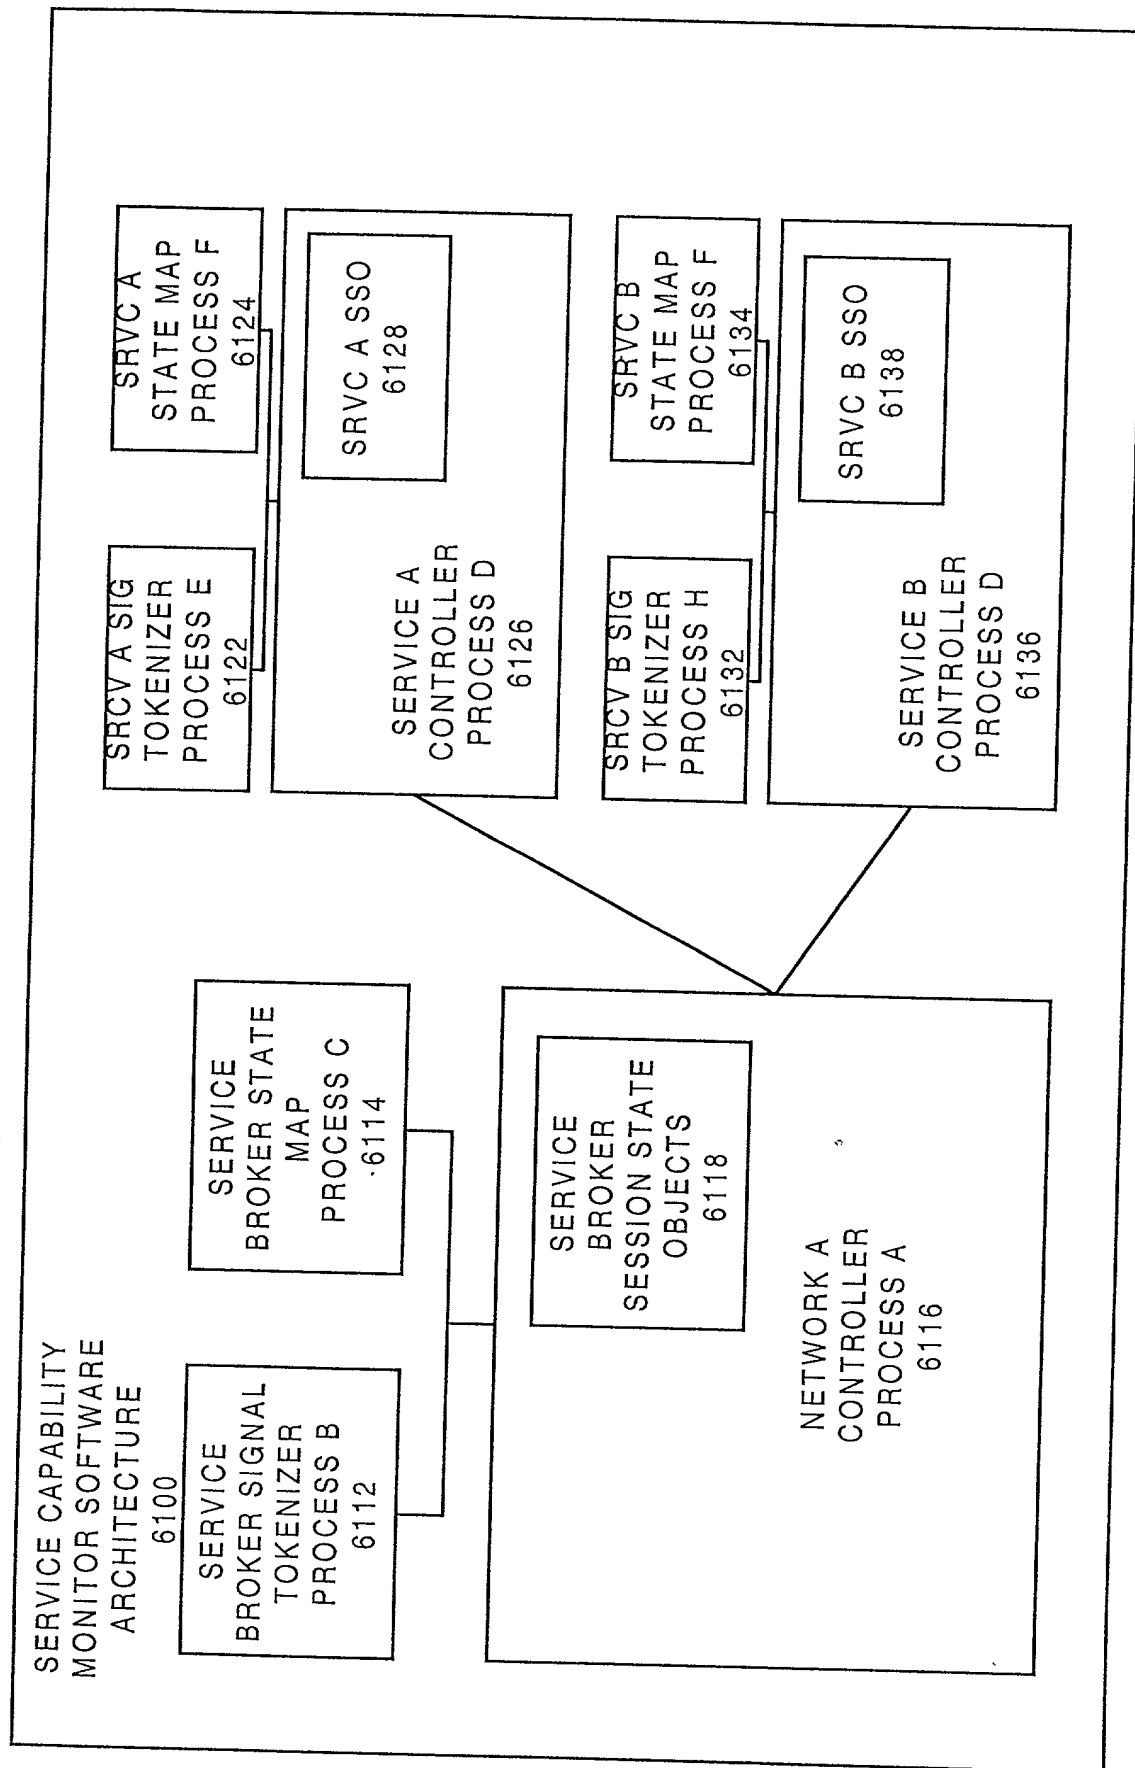 SERVICE CAPABILITY
MONITOR SOFTWARE
ARCHITECTURE
6100
SERVICE
BROKER SIGNAL
TOKENIZER
PROCESS B
6112
SERVICE
BROKER STATE
MAP
PROCESS C
6114
SERVICE
BROKER
SESSION STATE
OBJECTS
6118
NETWORK A
CONTROLLER
PROCESS A
6116
SRCV A SIG
TOKENIZER
PROCESS E
6122
SRVC A
STATE MAP
PROCESS F
6124
SRVC A SSO
6128
SERVICE A
CONTROLLER
PROCESS D
6126
SRCV B SIG
TOKENIZER
PROCESS H
6132
SRVC B
STATE MAP
PROCESS F
6134
SRVC B SSO
6138
SERVICE B
CONTROLLER
PROCESS D
6136